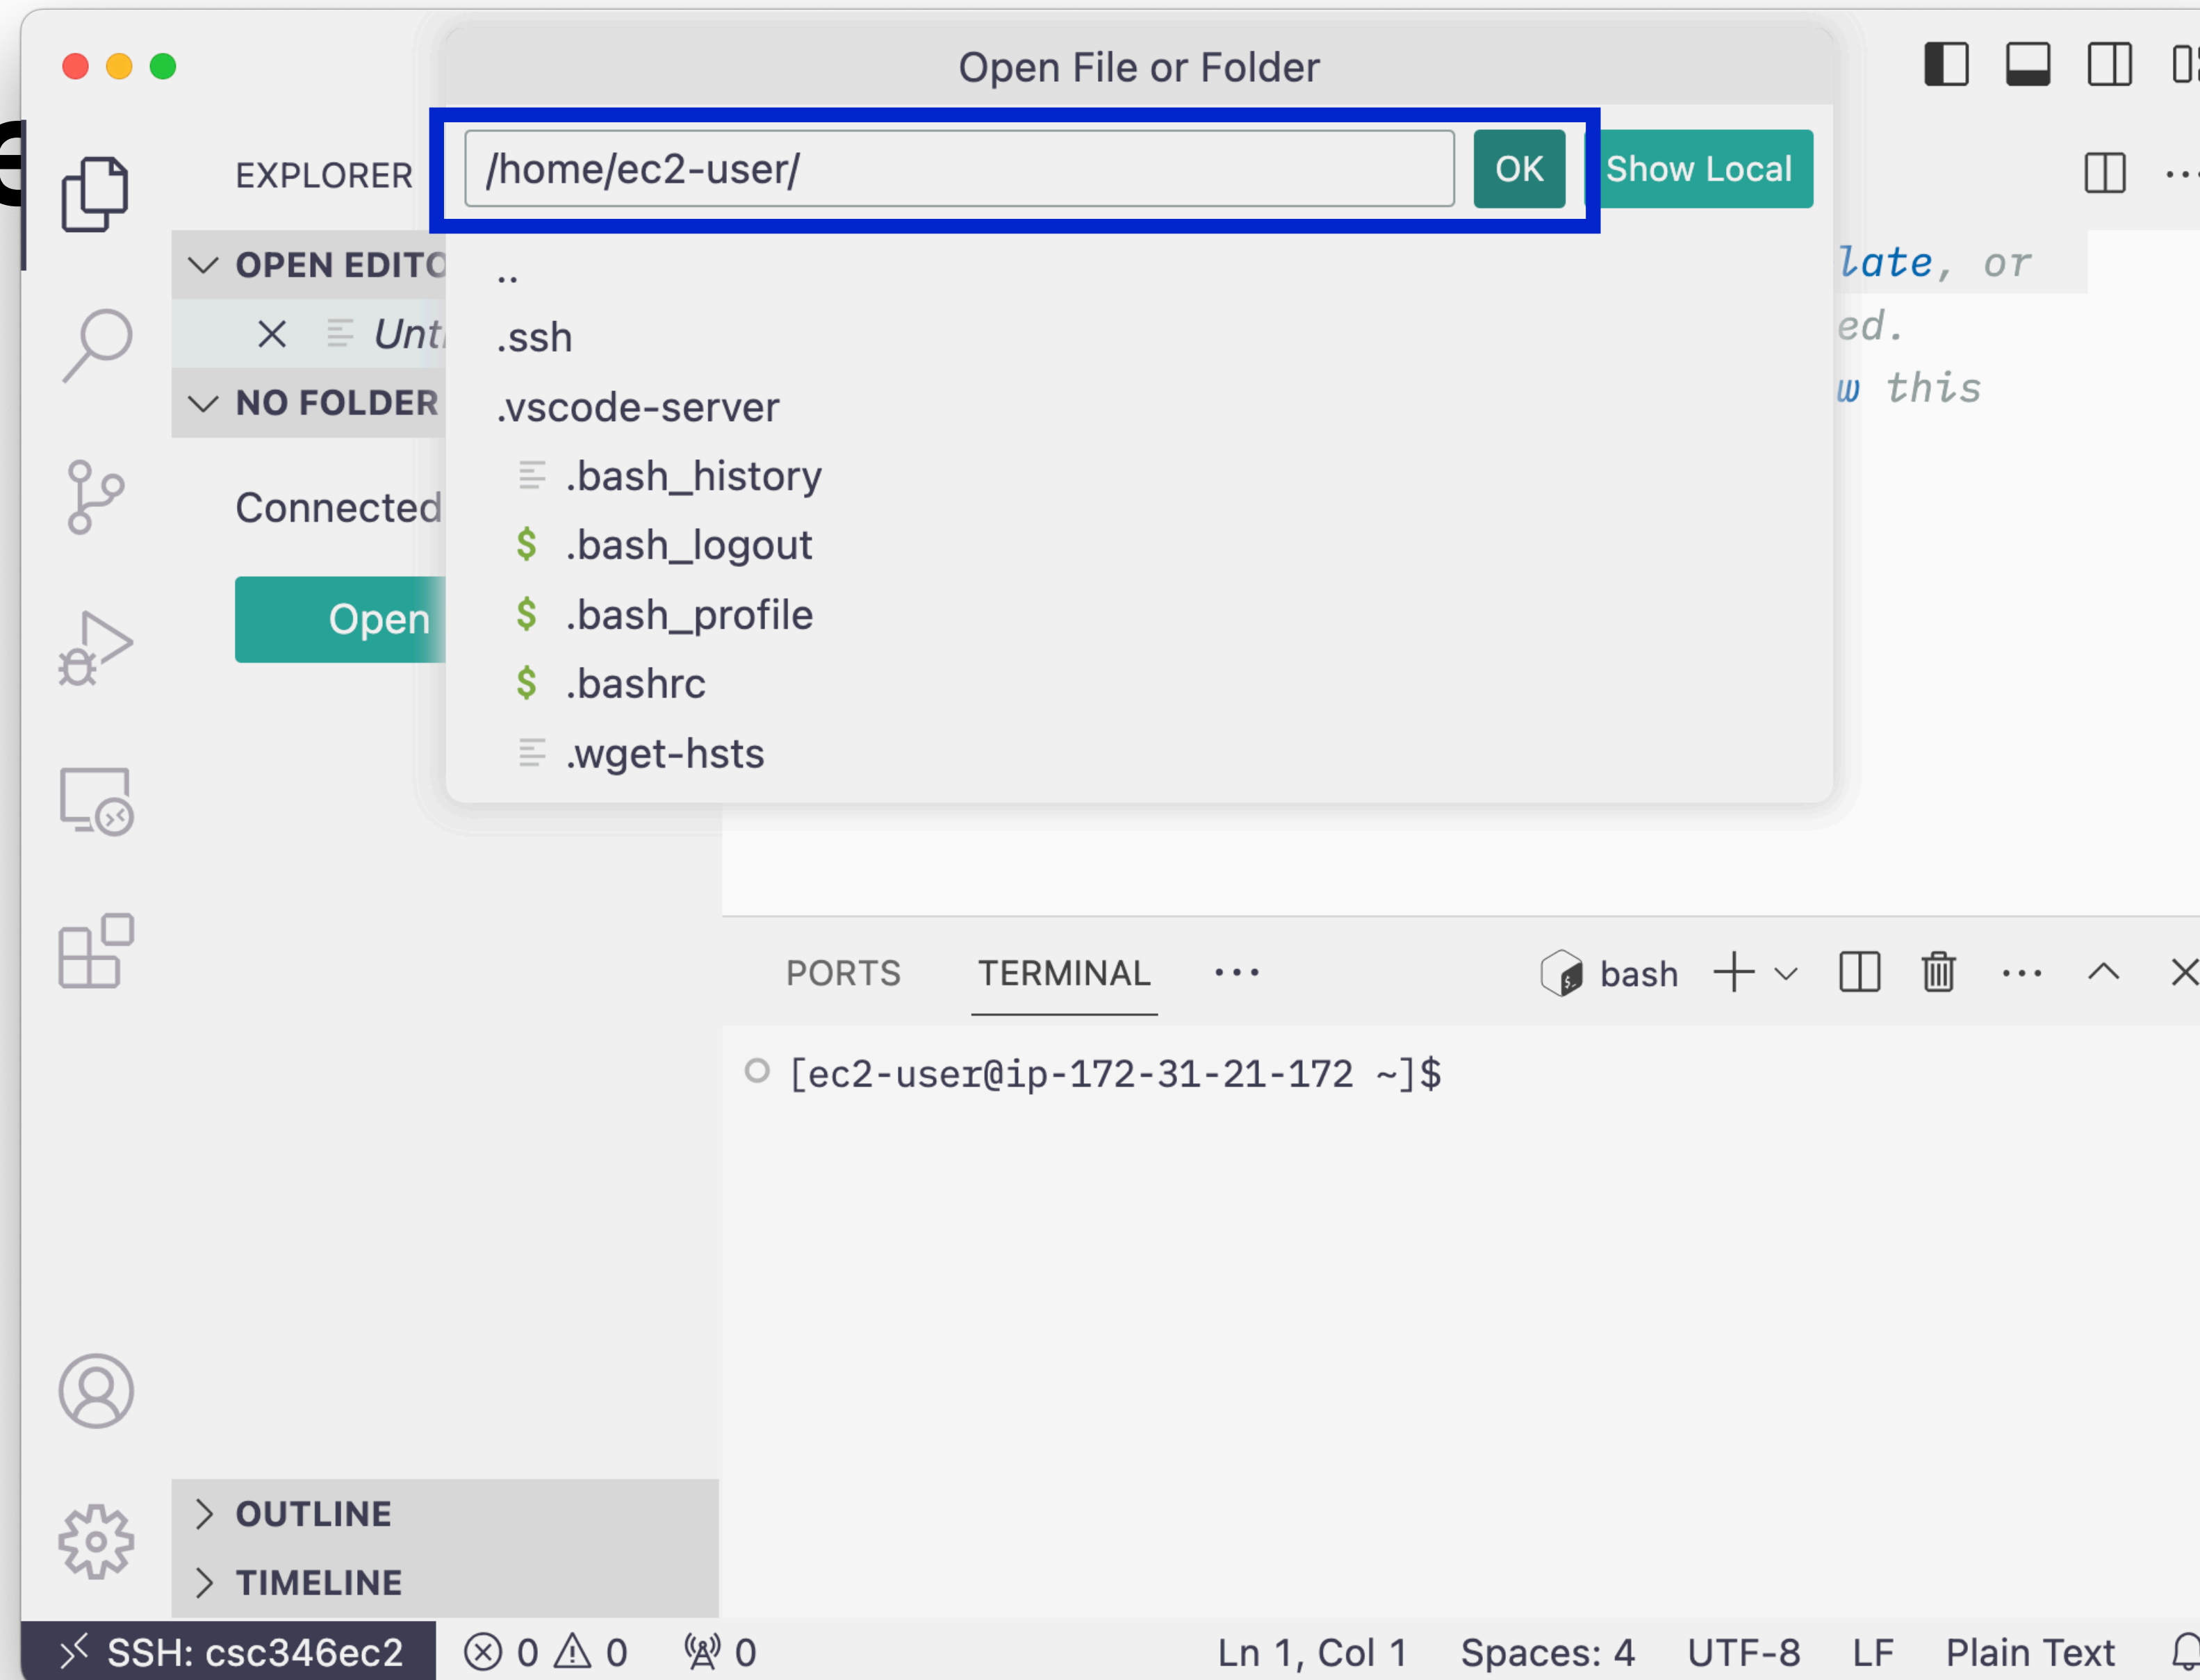 Open File or Folder
/home/ec2-user/ OK Show Local
EXPLORER
OPEN EDITO
late, or
..
Unt
ed.
.ssh
NO FOLDER
w this
.vscode-server
.bash_history
Connected
.bash_logout
Open
.bash_profile
.bashrc
.wget-hsts
PORTS TERMINAL ... bash
[ec2-user@ip-172-31-21-172 ~]$
OUTLINE
TIMELINE
SSH: csc346ec2 0 0 0 Ln 1, Col 1 Spaces: 4 UTF-8 LF Plain Text